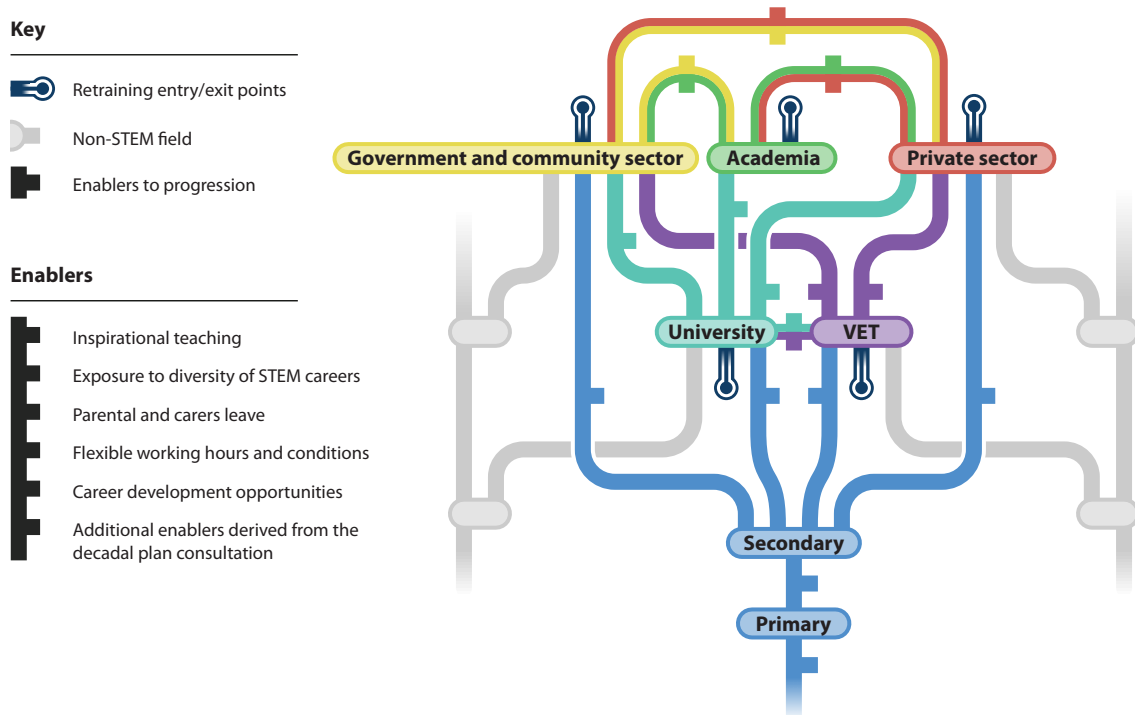 Key
Retraining entry/exit points
Non-STEM field
Enablers to progression
Enablers
Inspirational teaching
Exposure to diversity of STEM careers
Parental and carers leave
Flexible working hours and conditions
Career development opportunities
Additional enablers derived from the
decadal plan consultation
Government and community sector
Academia
Private sector
University
VET
Secondary
Primary